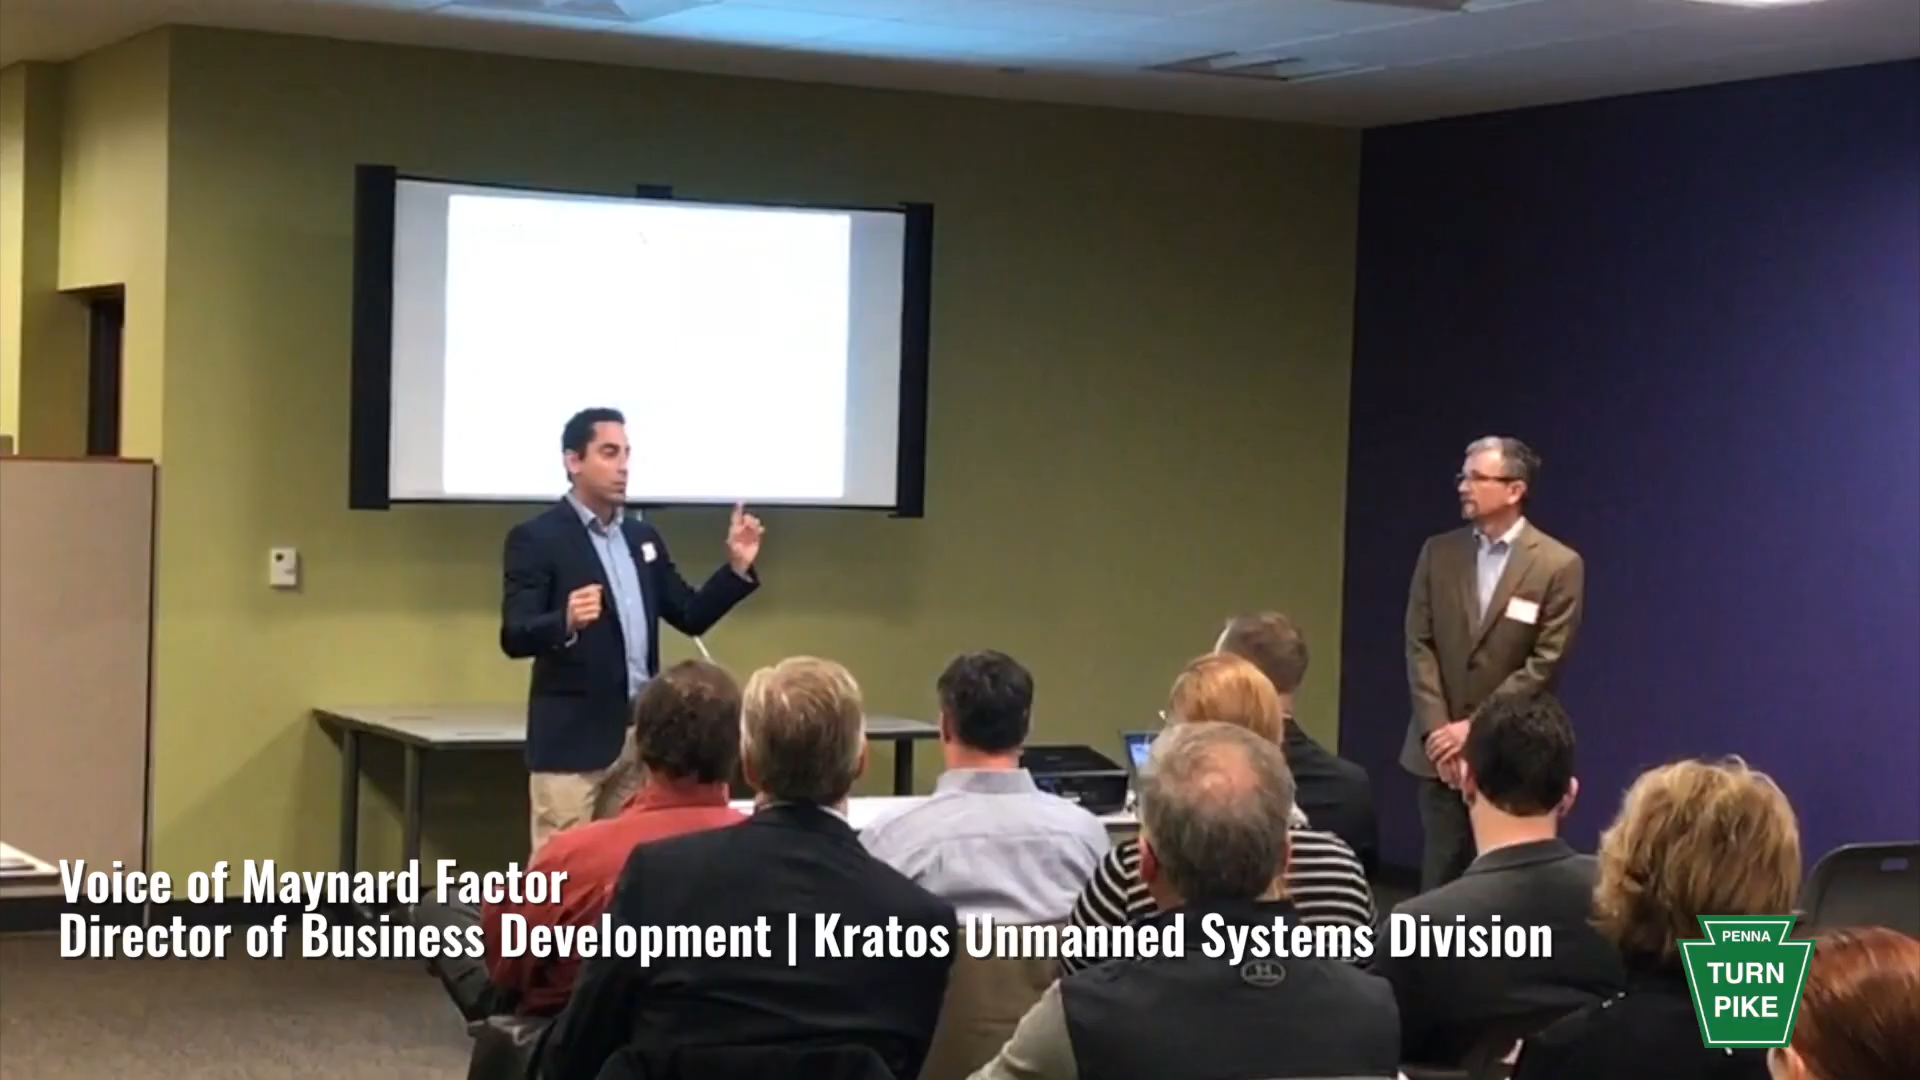 Voice of Maynard Factor
Director of Business Development | Kratos Unmanned Systems Division
PENNA
TURN
PIKE